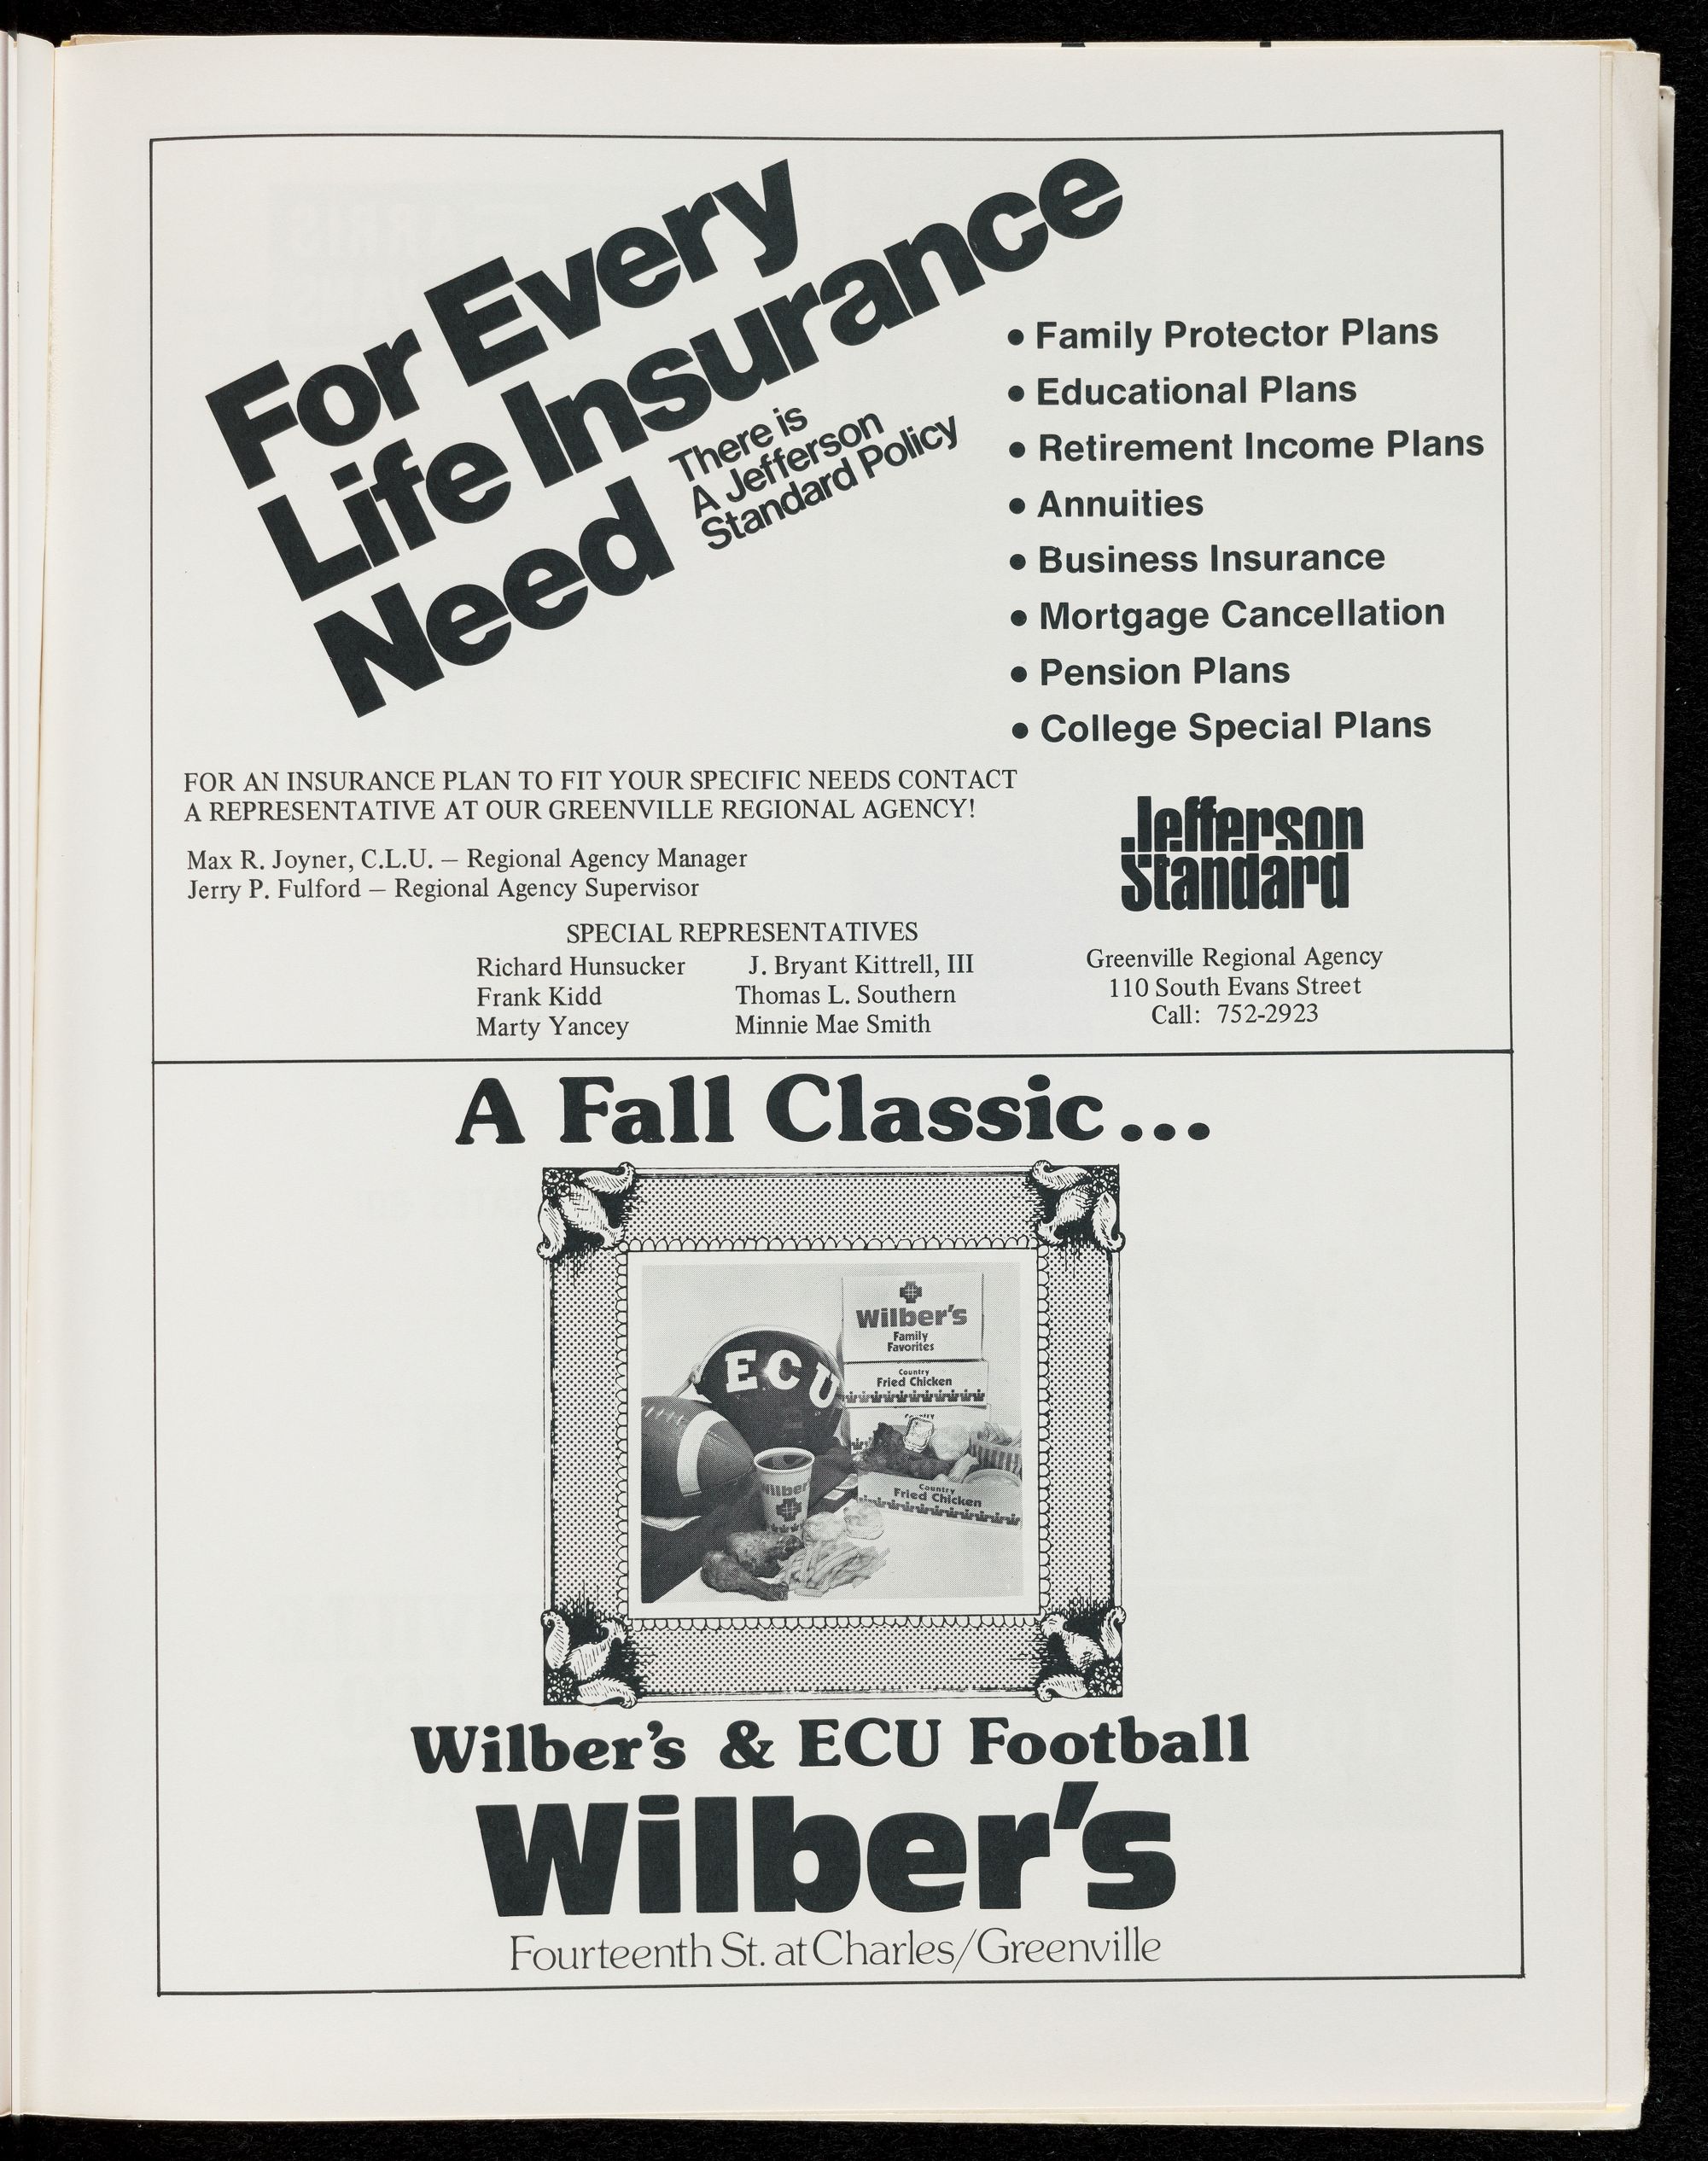 For Every
Life Insurance
Need
There is
A Jefferson
Standard Policy
• Family Protector Plans
• Educational Plans
• Retirement Income Plans
• Annuities
• Business Insurance
• Mortgage Cancellation
• Pension Plans
• College Special Plans
FOR AN INSURANCE PLAN TO FIT YOUR SPECIFIC NEEDS CONTACT
A REPRESENTATIVE AT OUR GREENVILLE REGIONAL AGENCY!
Max R. Joyner, C.L.U. – Regional Agency Manager
Jerry P. Fulford – Regional Agency Supervisor
SPECIAL REPRESENTATIVES
Richard Hunsucker J. Bryant Kittrell, III
Frank Kidd Thomas L. Southern
Marty Yancey Minnie Mae Smith
Jefferson
Standard
Greenville Regional Agency
110 South Evans Street
Call: 752-2923
A Fall Classic...
Wilber's
Family
Favorites
Country
Fried Chicken
ECU
Country
Wilber's
Country
Fried Chicken
Wilber's & ECU Football
Wilber's
Fourteenth St. at Charles/Greenville